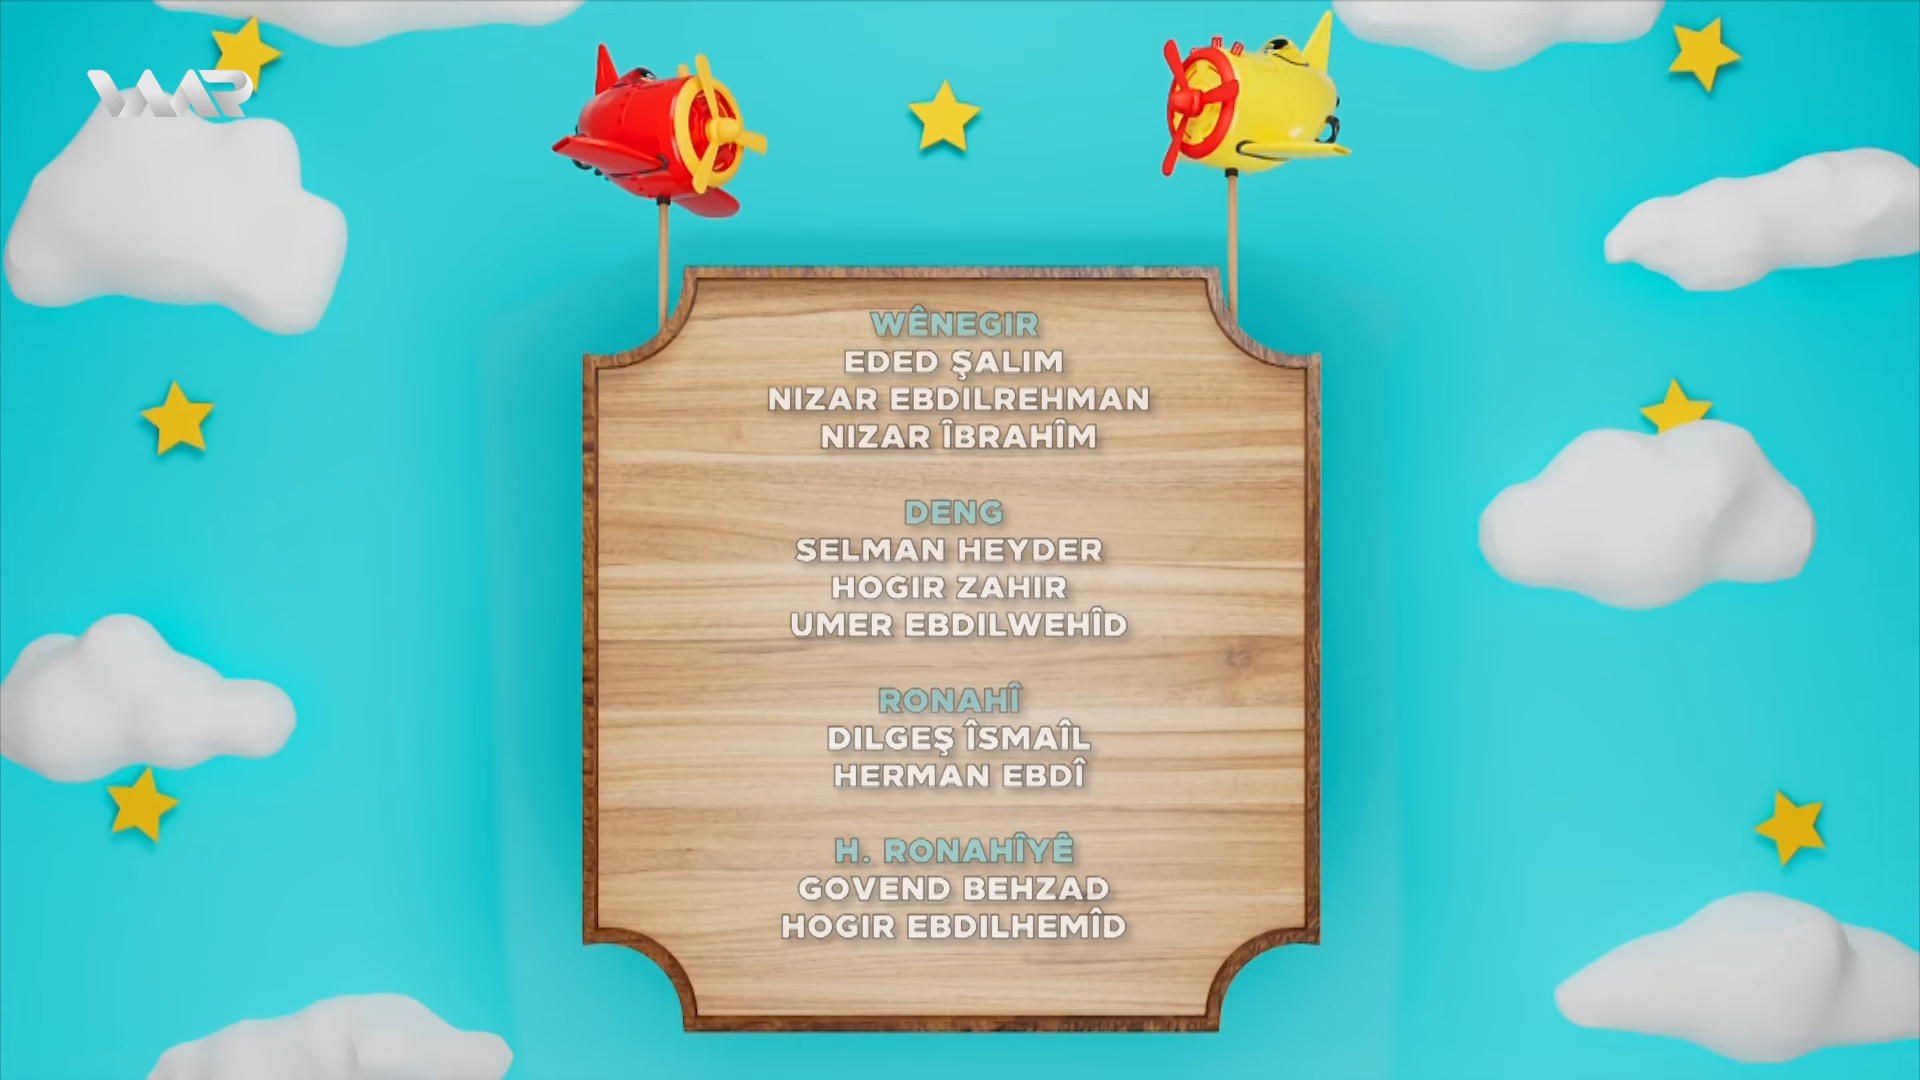 WAAR
WÊNEGIR
EDED ŞALIM
NIZAR EBDILREHMAN
NIZAR ÎBRAHÎM
DENG
SELMAN HEYDER
HOGIR ZAHIR
UMER EBDILWEHÎD
RONAHÎ
DILGEŞ ÎSMAÎL
HERMAN EBDÎ
H. RONAHÎYÊ
GOVEND BEHZAD
HOGIR EBDILHEMÎD